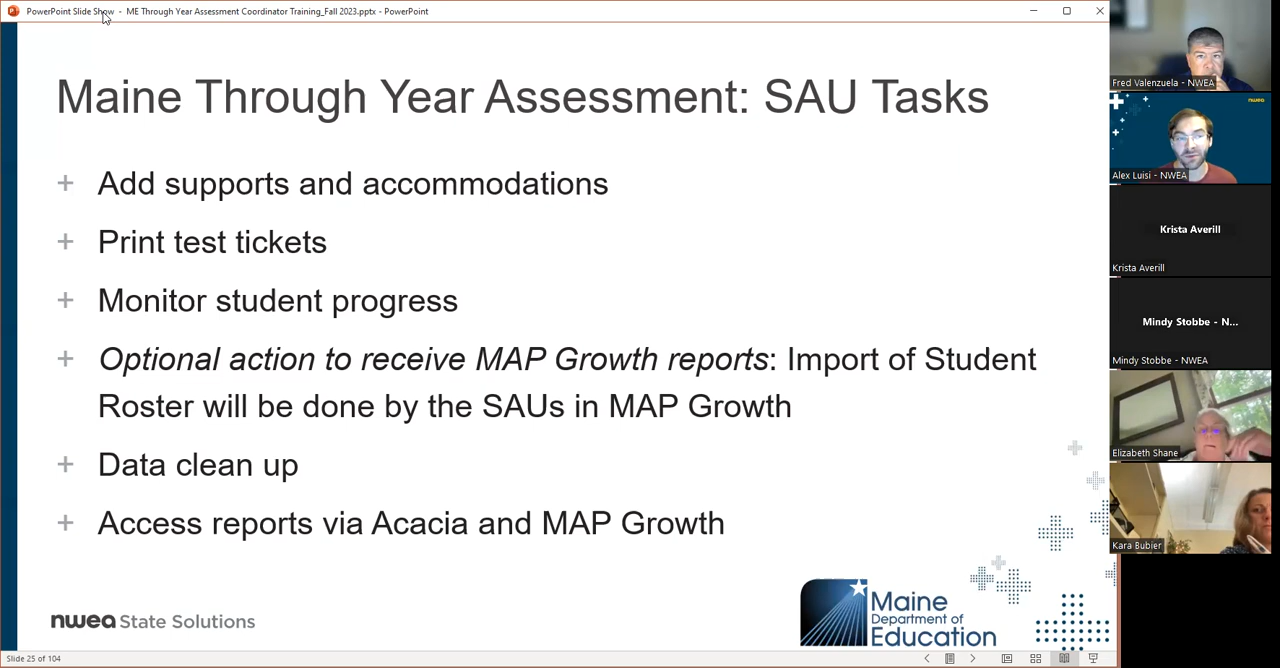 PowerPoint Slide Show - ME Through Year Assessment Coordinator Training_Fall 2023.pptx - PowerPoint
Maine Through Year Assessment: SAU Tasks
+ Add supports and accommodations
+ Print test tickets
+ Monitor student progress
+ Optional action to receive MAP Growth reports: Import of Student
Roster will be done by the SAUs in MAP Growth
+ Data clean up
+ Access reports via Acacia and MAP Growth
nwea State Solutions
Maine
Department of
Education
Slide 25 of 104
Fred Valenzuela - NWEA
nwea
Alex Luisi - NWEA
Krista Averill
Krista Averill
Mindy Stobbe - N...
Mindy Stobbe - NWEA
Elizabeth Shane
Kara Bubier